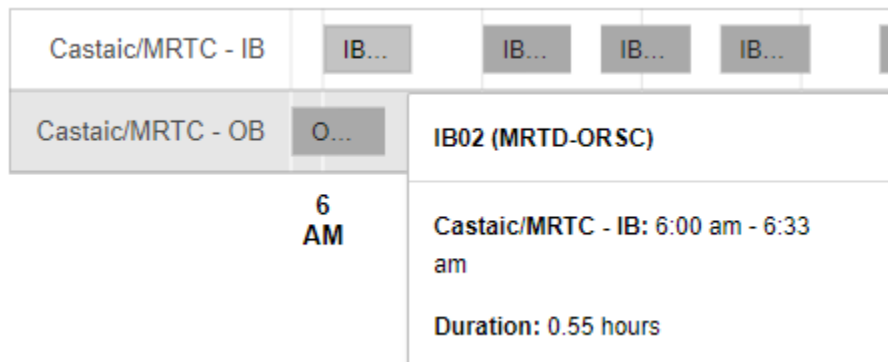 Castaic/MRTC - IB IB... IB... IB... IB...
Castaic/MRTC - OB O...
IB02 (MRTD-ORSC)
6
AM
Castaic/MRTC - IB: 6:00 am - 6:33
am
Duration: 0.55 hours